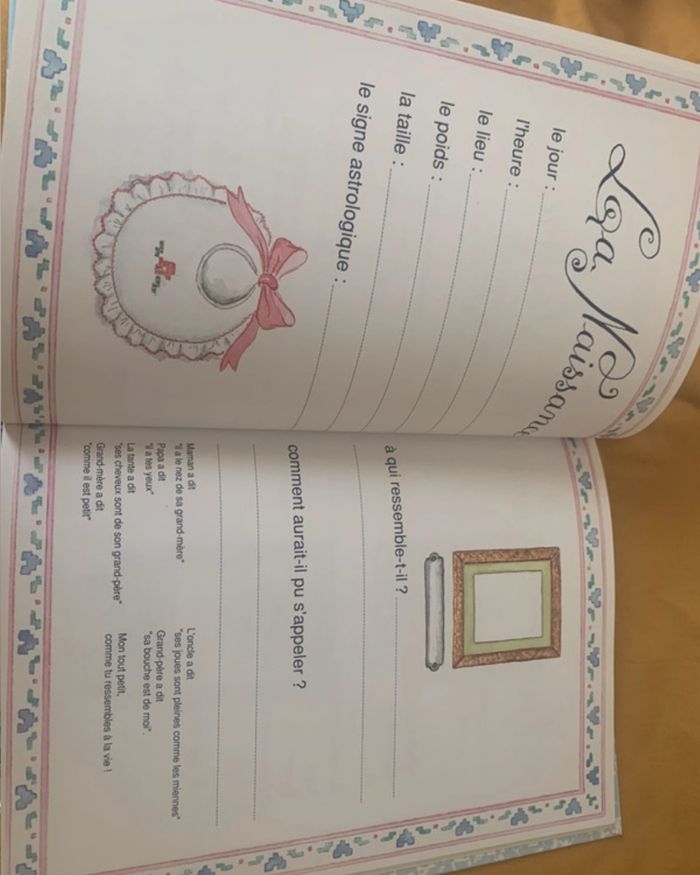 La Naissance
le jour :
l'heure :
le lieu :
le poids :
la taille :
le signe astrologique :
à qui ressemble-t-il ?
comment aurait-il pu s'appeler ?
Maman a dit
"il a le nez de sa grand-mère"
Papa a dit
"il a tes yeux"
La tante a dit
"ses cheveux sont de son grand-père"
Grand-mère a dit
"comme il est petit"
L'oncle a dit
"ses joues sont pleines comme les miennes"
Grand-père a dit
"sa bouche est de moi".
Mon tout petit,
comme tu ressembles à la vie !